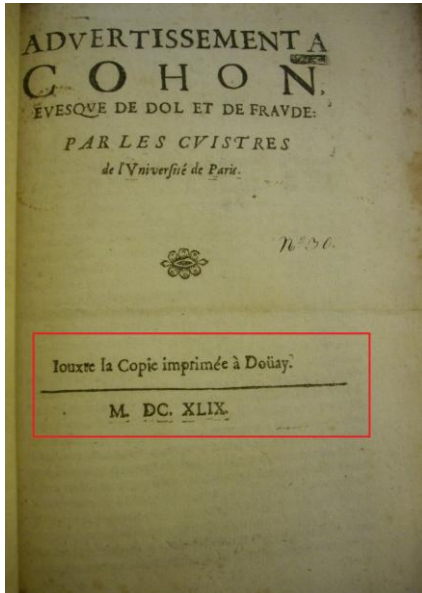 ADVERTISSEMENT A
COHON,
EVESQVE DE DOL ET DE FRAVDE:
PAR LES CVISTRES
de l'Vniversité de Paris.
N° 30.
Iouxte la Copie imprimée à Doüay.
M. DC. XLIX.